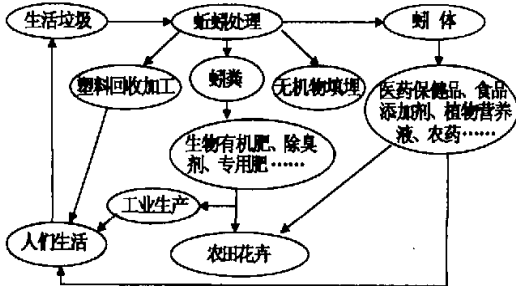 生活垃圾
蚯蚓处理
蚓 体
塑料回收加工
蚓粪
无机物填埋
医药保健品、食品
添加剂、植物营养
液、农药……
生物有机肥、除臭
剂、专用肥……
工业生产
人们生活
农田花卉